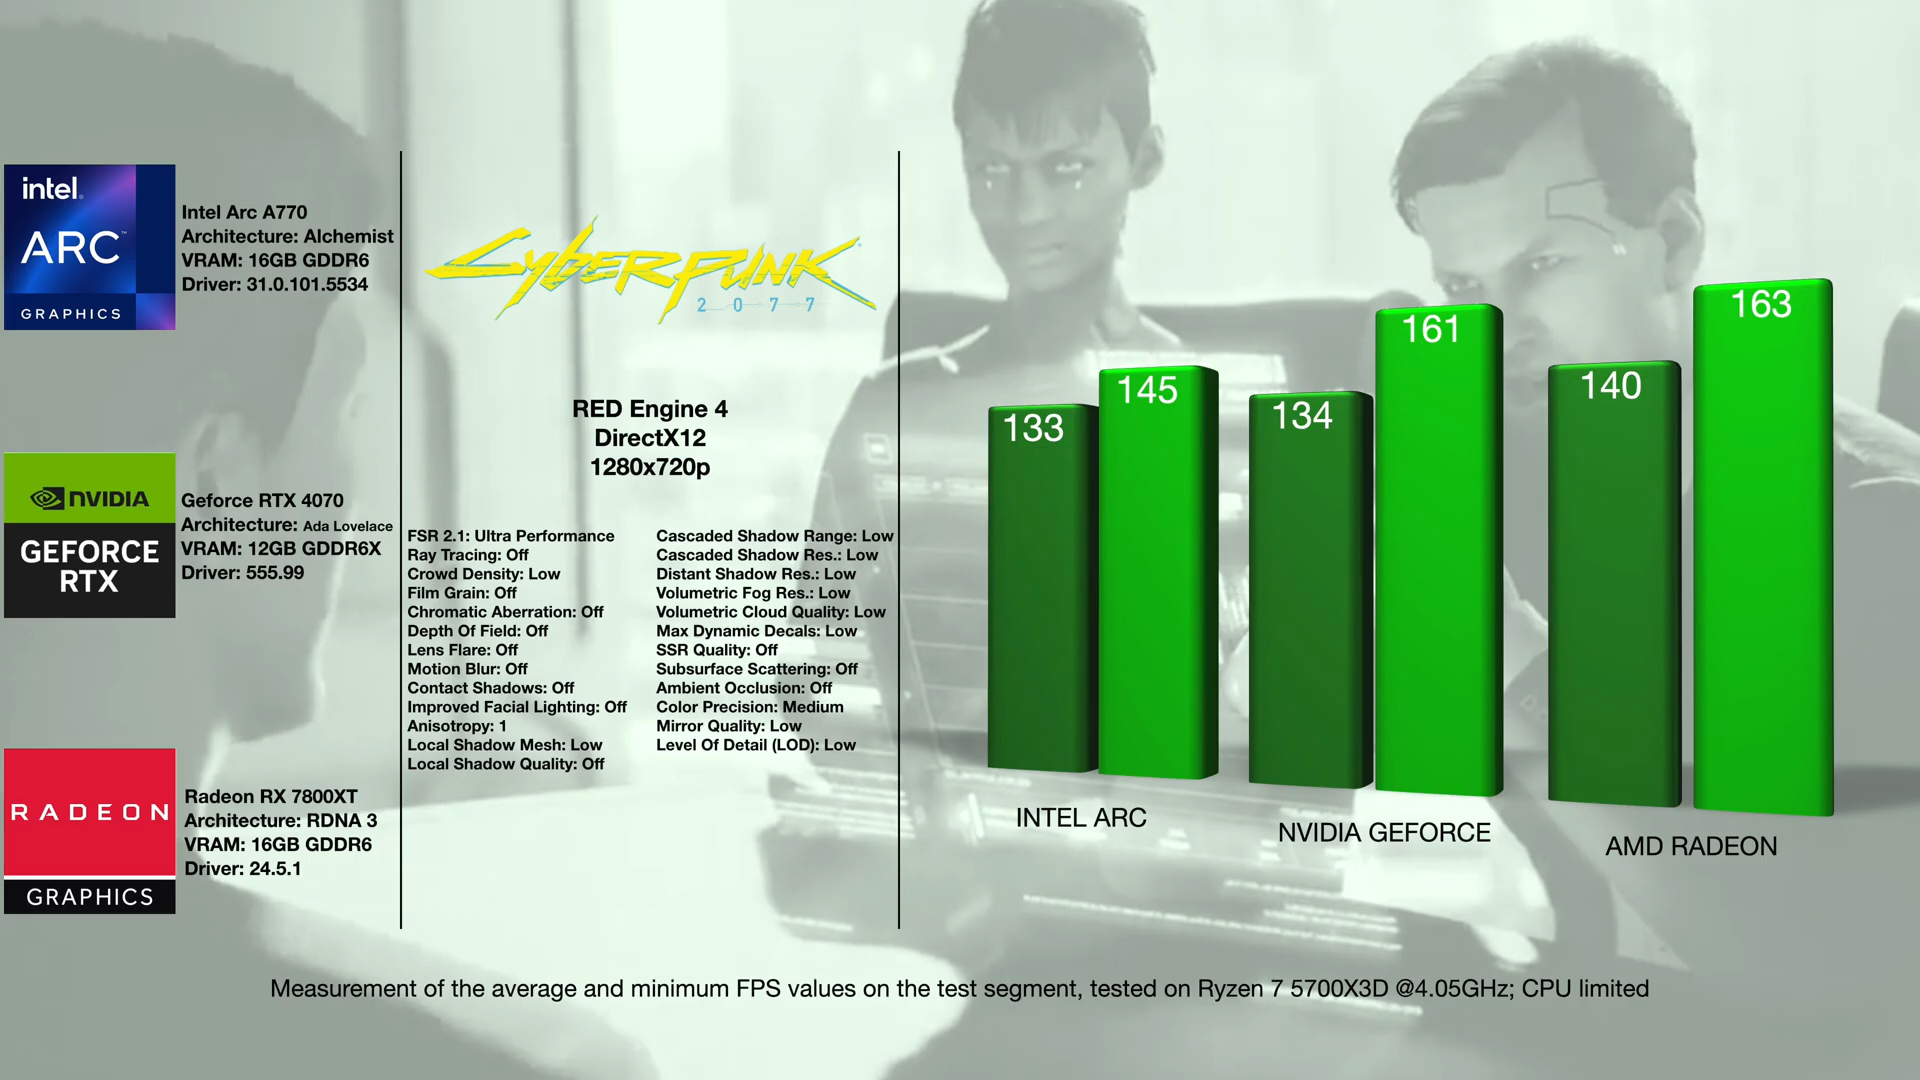 intel
ARC™
GRAPHICS
Intel Arc A770
Architecture: Alchemist
VRAM: 16GB GDDR6
Driver: 31.0.101.5534
NVIDIA
GEFORCE
RTX
Geforce RTX 4070
Architecture: Ada Lovelace
VRAM: 12GB GDDR6X
Driver: 555.99
RADEON
GRAPHICS
Radeon RX 7800XT
Architecture: RDNA 3
VRAM: 16GB GDDR6
Driver: 24.5.1
CYBERPUNK
2077
RED Engine 4
DirectX12
1280x720p
FSR 2.1: Ultra Performance
Ray Tracing: Off
Crowd Density: Low
Film Grain: Off
Chromatic Aberration: Off
Depth Of Field: Off
Lens Flare: Off
Motion Blur: Off
Contact Shadows: Off
Improved Facial Lighting: Off
Anisotropy: 1
Local Shadow Mesh: Low
Local Shadow Quality: Off
Cascaded Shadow Range: Low
Cascaded Shadow Res.: Low
Distant Shadow Res.: Low
Volumetric Fog Res.: Low
Volumetric Cloud Quality: Low
Max Dynamic Decals: Low
SSR Quality: Off
Subsurface Scattering: Off
Ambient Occlusion: Off
Color Precision: Medium
Mirror Quality: Low
Level Of Detail (LOD): Low
133
145
134
161
140
163
INTEL ARC
NVIDIA GEFORCE
AMD RADEON
Measurement of the average and minimum FPS values on the test segment, tested on Ryzen 7 5700X3D @4.05GHz; CPU limited